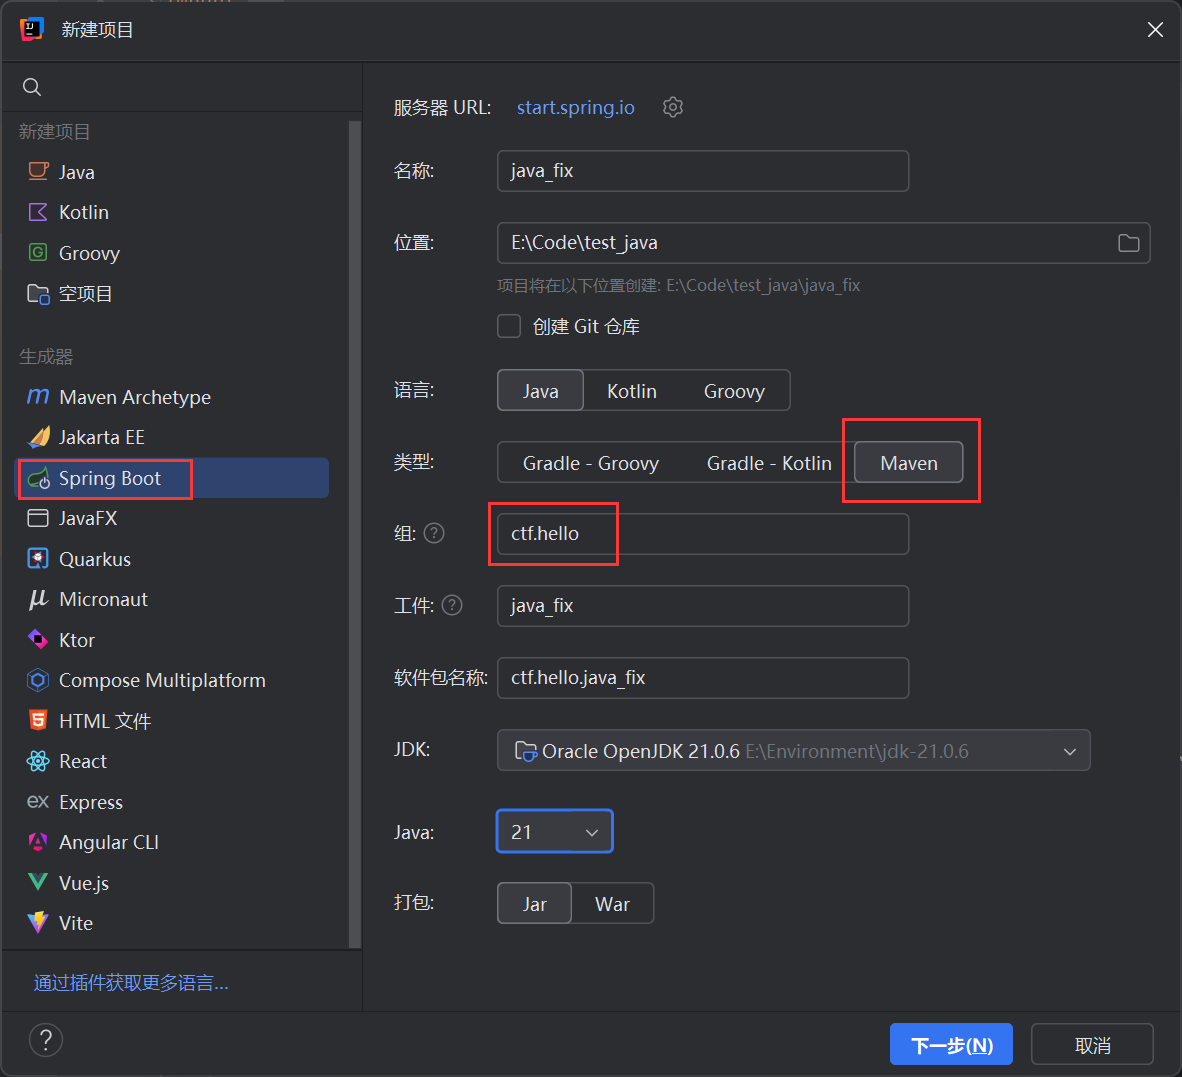 新建项目
新建项目
Java
Kotlin
Groovy
空项目
生成器
Maven Archetype
Jakarta EE
Spring Boot
JavaFX
Quarkus
Micronaut
Ktor
Compose Multiplatform
HTML 文件
React
Express
Angular CLI
Vue.js
Vite
通过插件获取更多语言...
服务器 URL: start.spring.io
名称: java_fix
位置: E:\Code\test_java
项目将在以下位置创建: E:\Code\test_java\java_fix
创建 Git 仓库
语言: Java Kotlin Groovy
类型: Gradle - Groovy Gradle - Kotlin Maven
组: ? ctf.hello
工件: ? java_fix
软件包名称: ctf.hello.java_fix
JDK: Oracle OpenJDK 21.0.6 E:\Environment\jdk-21.0.6
Java: 21
打包: Jar War
? 下一步(N) 取消